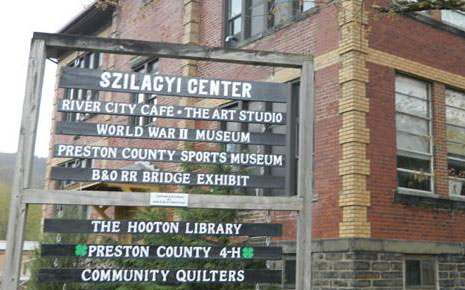 SZILAGYI CENTER
RIVER CITY CAFE • THE ART STUDIO
WORLD WAR II MUSEUM
PRESTON COUNTY SPORTS MUSEUM
B&O RR BRIDGE EXHIBIT
THE HOOTON LIBRARY
PRESTON COUNTY 4-H
COMMUNITY QUILTERS